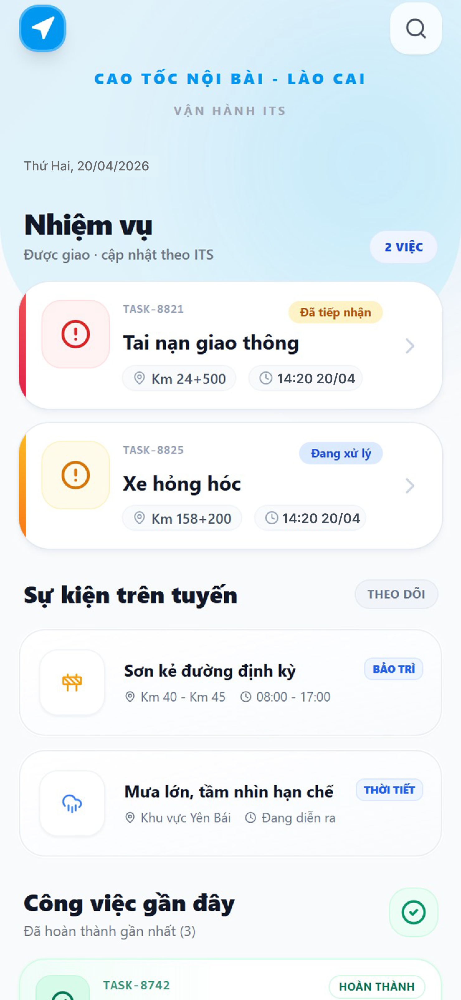 CAO TỐC NỘI BÀI - LÀO CAI
VẬN HÀNH ITS
Thứ Hai, 20/04/2026
Nhiệm vụ
Được giao · cập nhật theo ITS
2 VIỆC
TASK-8821
Đã tiếp nhận
Tai nạn giao thông
Km 24+500 14:20 20/04
TASK-8825
Đang xử lý
Xe hỏng hóc
Km 158+200 14:20 20/04
Sự kiện trên tuyến
THEO DÕI
Sơn kẻ đường định kỳ
BẢO TRÌ
Km 40 - Km 45 08:00 - 17:00
Mưa lớn, tầm nhìn hạn chế
THỜI TIẾT
Khu vực Yên Bái Đang diễn ra
Công việc gần đây
Đã hoàn thành gần nhất (3)
TASK-8742
HOÀN THÀNH